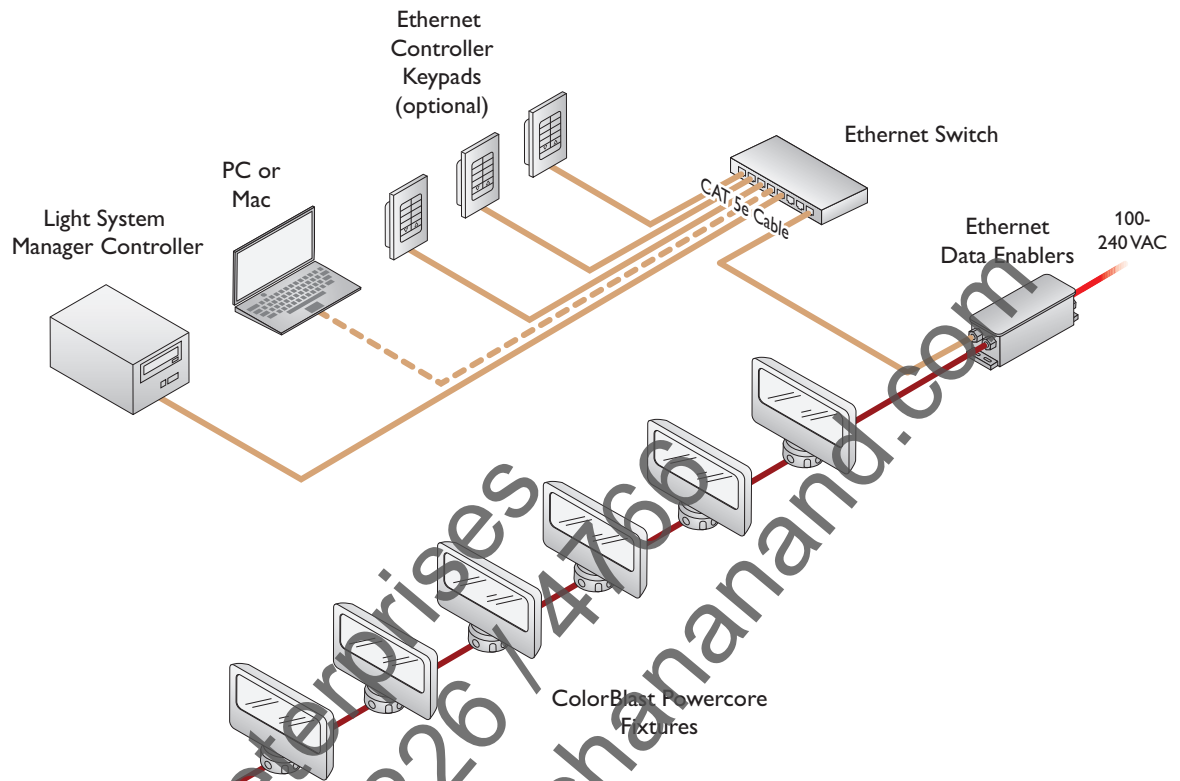 Ethernet
Controller
Keypads
(optional)
Ethernet Switch
PC or
Mac
CAT 5e Cable
Light System
Manager Controller
Ethernet
Data Enablers
100-
240 VAC
ColorBlast Powercore
Fixtures